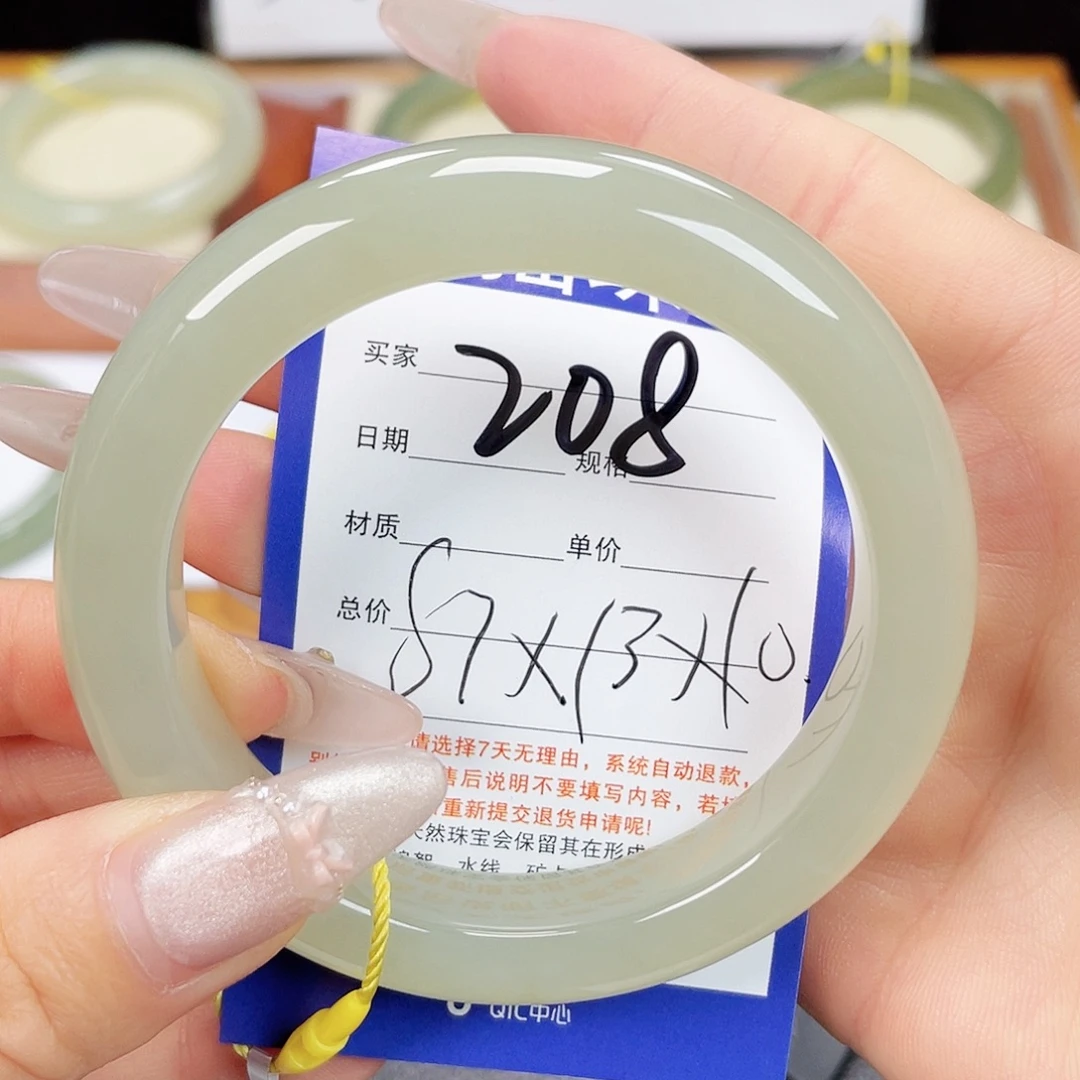 买家 208
日期 规格
材质 单价
总价 57×13×10.
请选择7天无理由，系统自动退款，
售后说明不要填写内容，若
重新提交退货申请呢!
天然珠宝会保留其在形成
水线
QIC中心